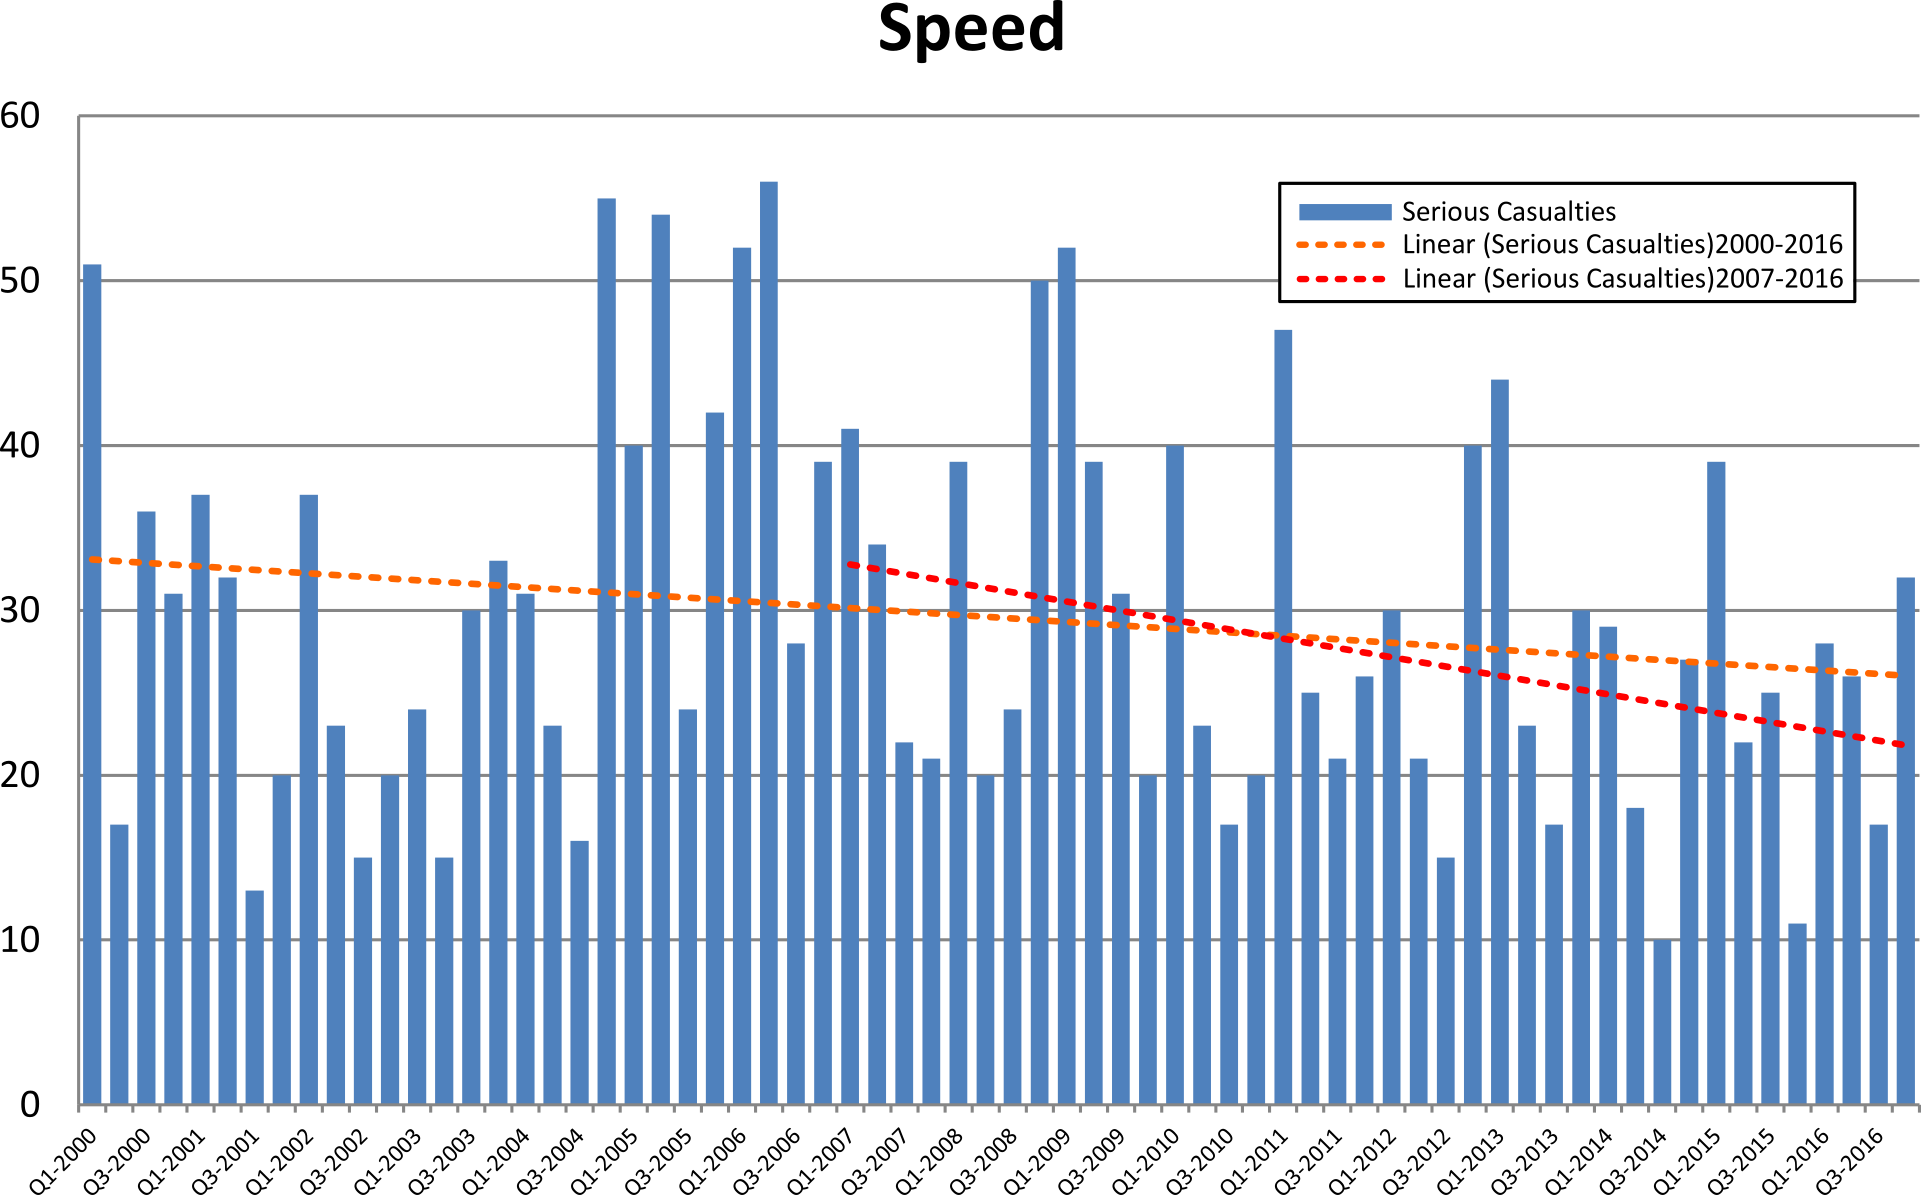 Speed
60
50
40
30
20
10
0
Serious Casualties
Linear (Serious Casualties)2000-2016
Linear (Serious Casualties)2007-2016
Q1-2000
Q3-2000
Q1-2001
Q3-2001
Q1-2002
Q3-2002
Q1-2003
Q3-2003
Q1-2004
Q3-2004
Q1-2005
Q3-2005
Q1-2006
Q3-2006
Q1-2007
Q3-2007
Q1-2008
Q3-2008
Q1-2009
Q3-2009
Q1-2010
Q3-2010
Q1-2011
Q3-2011
Q1-2012
Q3-2012
Q1-2013
Q3-2013
Q1-2014
Q3-2014
Q1-2015
Q3-2015
Q1-2016
Q3-2016